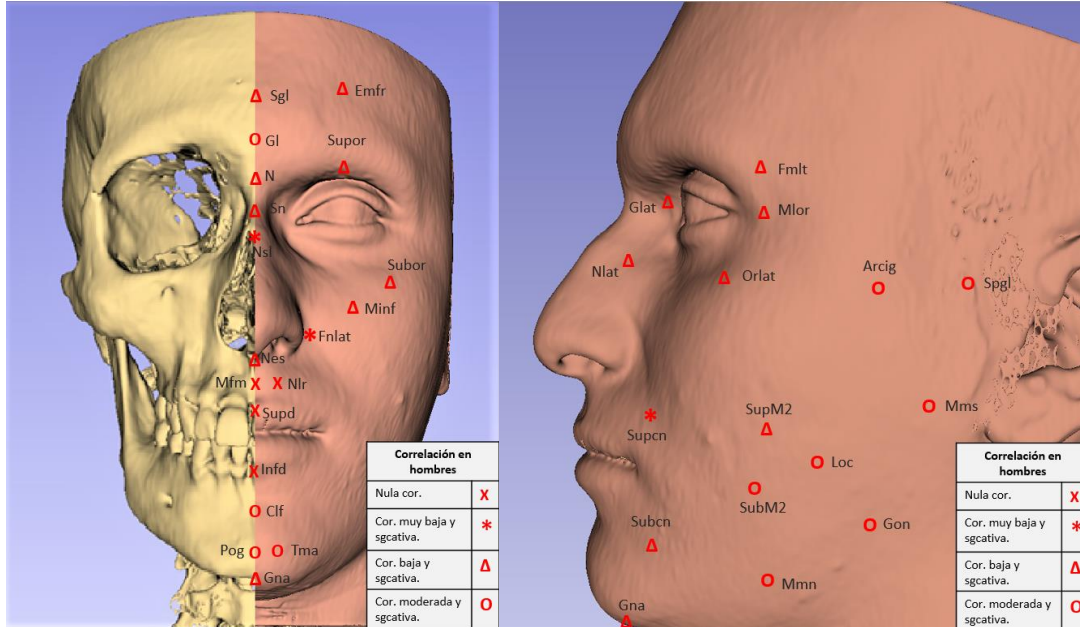 Sgl
Emfr
Gl
Supor
N
Sn
Nsl
Subor
Minf
Fnlat
Nes
Mfm
Nlr
Supd
Infd
Clf
Pog
Tma
Gna
Correlación en
hombres
Nula cor.
X
Cor. muy baja y
sgcativa.
*
Cor. baja y
sgcativa.
Δ
Cor. moderada y
sgcativa.
O
Fmlt
Glat
Mlor
Nlat
Orlat
Arcig
Spgl
Supcn
SupM2
Mms
Loc
SubM2
Subcn
Gon
Mmn
Gna
Correlación en
hombres
Nula cor.
X
Cor. muy baja y
sgcativa.
*
Cor. baja y
sgcativa.
Δ
Cor. moderada y
sgcativa.
O